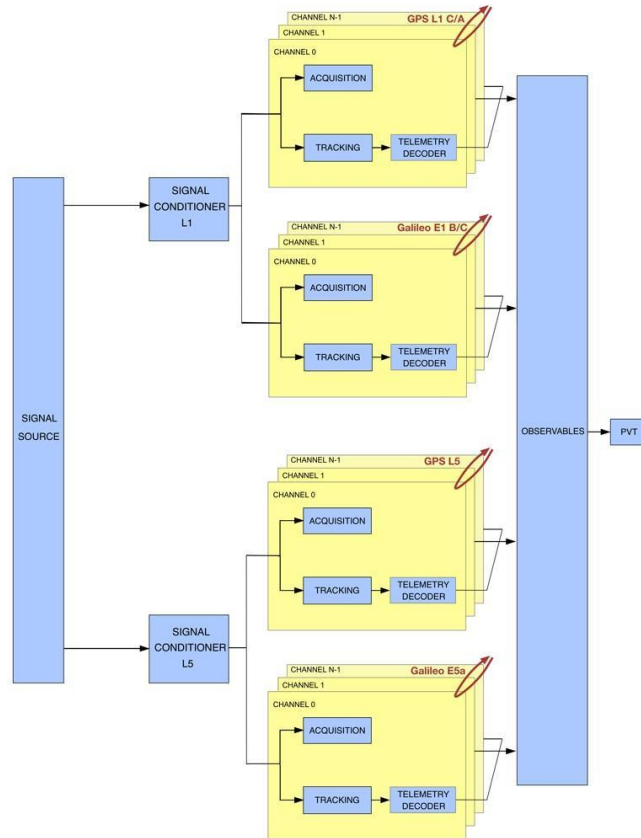 SIGNAL
SOURCE
SIGNAL
CONDITIONER
L1
CHANNEL N-1
GPS L1 C/A
CHANNEL 1
CHANNEL 0
ACQUISITION
TRACKING
TELEMETRY
DECODER
CHANNEL N-1
Galileo E1 B/C
CHANNEL 1
CHANNEL 0
ACQUISITION
TRACKING
TELEMETRY
DECODER
SIGNAL
CONDITIONER
L5
CHANNEL N-1
GPS L5
CHANNEL 1
CHANNEL 0
ACQUISITION
TRACKING
TELEMETRY
DECODER
CHANNEL N-1
Galileo E5a
CHANNEL 1
CHANNEL 0
ACQUISITION
TRACKING
TELEMETRY
DECODER
OBSERVABLES
PVT